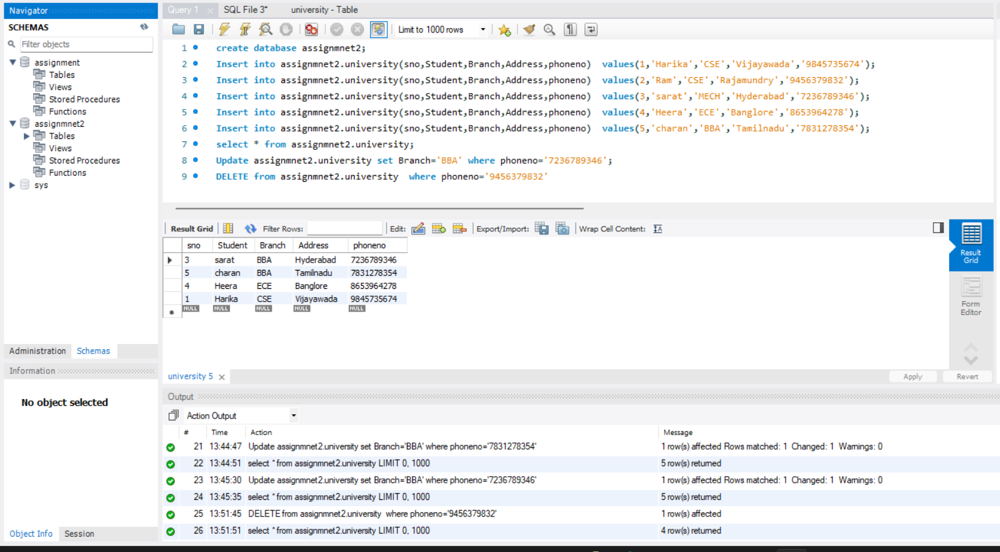 Navigator
SCHEMAS
Filter objects
assignment
Tables
Views
Stored Procedures
Functions
assignmnet2
Tables
Views
Stored Procedures
Functions
sys
Administration Schemas
Information
No object selected
Object Info Session
Query 1 SQL File 3* university - Table
Limit to 1000 rows
1 create database assignmnet2;
2 Insert into assignmnet2.university(sno,Student,Branch,Address,phoneno) values(1,'Harika','CSE','Vijayawada','9845735674');
3 Insert into assignmnet2.university(sno,Student,Branch,Address,phoneno) values(2,'Ram','CSE','Rajamundry','9456379832');
4 Insert into assignmnet2.university(sno,Student,Branch,Address,phoneno) values(3,'sarat','MECH','Hyderabad','7236789346');
5 Insert into assignmnet2.university(sno,Student,Branch,Address,phoneno) values(4,'Heera','ECE','Banglore','8653964278');
6 Insert into assignmnet2.university(sno,Student,Branch,Address,phoneno) values(5,'charan','BBA','Tamilnadu','7831278354');
7 select * from assignmnet2.university;
8 Update assignmnet2.university set Branch='BBA' where phoneno='7236789346';
9 DELETE from assignmnet2.university where phoneno='9456379832'
Result Grid Filter Rows: Edit: Export/Import: Wrap Cell Content: IA
sno Student Branch Address phoneno
3 sarat BBA Hyderabad 7236789346
5 charan BBA Tamilnadu 7831278354
4 Heera ECE Banglore 8653964278
1 Harika CSE Vijayawada 9845735674
NULL NULL NULL NULL NULL
Result
Grid
Form
Editor
university 5 Apply Revert
Output
Action Output
# Time Action Message
21 13:44:47 Update assignmnet2.university set Branch='BBA' where phoneno='7831278354' 1 row(s) affected Rows matched: 1 Changed: 1 Warnings: 0
22 13:44:51 select * from assignmnet2.university LIMIT 0, 1000 5 row(s) returned
23 13:45:30 Update assignmnet2.university set Branch='BBA' where phoneno='7236789346' 1 row(s) affected Rows matched: 1 Changed: 1 Warnings: 0
24 13:45:35 select * from assignmnet2.university LIMIT 0, 1000 5 row(s) returned
25 13:51:45 DELETE from assignmnet2.university where phoneno='9456379832' 1 row(s) affected
26 13:51:51 select * from assignmnet2.university LIMIT 0, 1000 4 row(s) returned